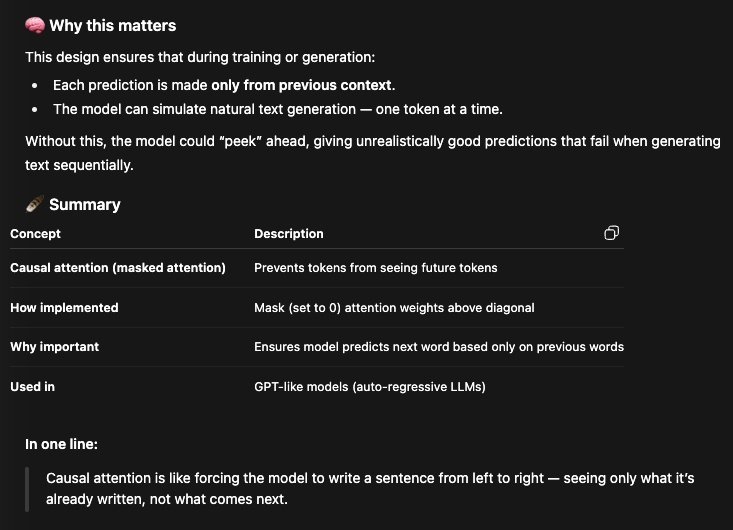 🧠 Why this matters
This design ensures that during training or generation:
• Each prediction is made only from previous context.
• The model can simulate natural text generation — one token at a time.
Without this, the model could “peek” ahead, giving unrealistically good predictions that fail when generating
text sequentially.
🪶 Summary
Concept Description
Causal attention (masked attention) Prevents tokens from seeing future tokens
How implemented Mask (set to 0) attention weights above diagonal
Why important Ensures model predicts next word based only on previous words
Used in GPT-like models (auto-regressive LLMs)
In one line:
Causal attention is like forcing the model to write a sentence from left to right — seeing only what it’s
already written, not what comes next.